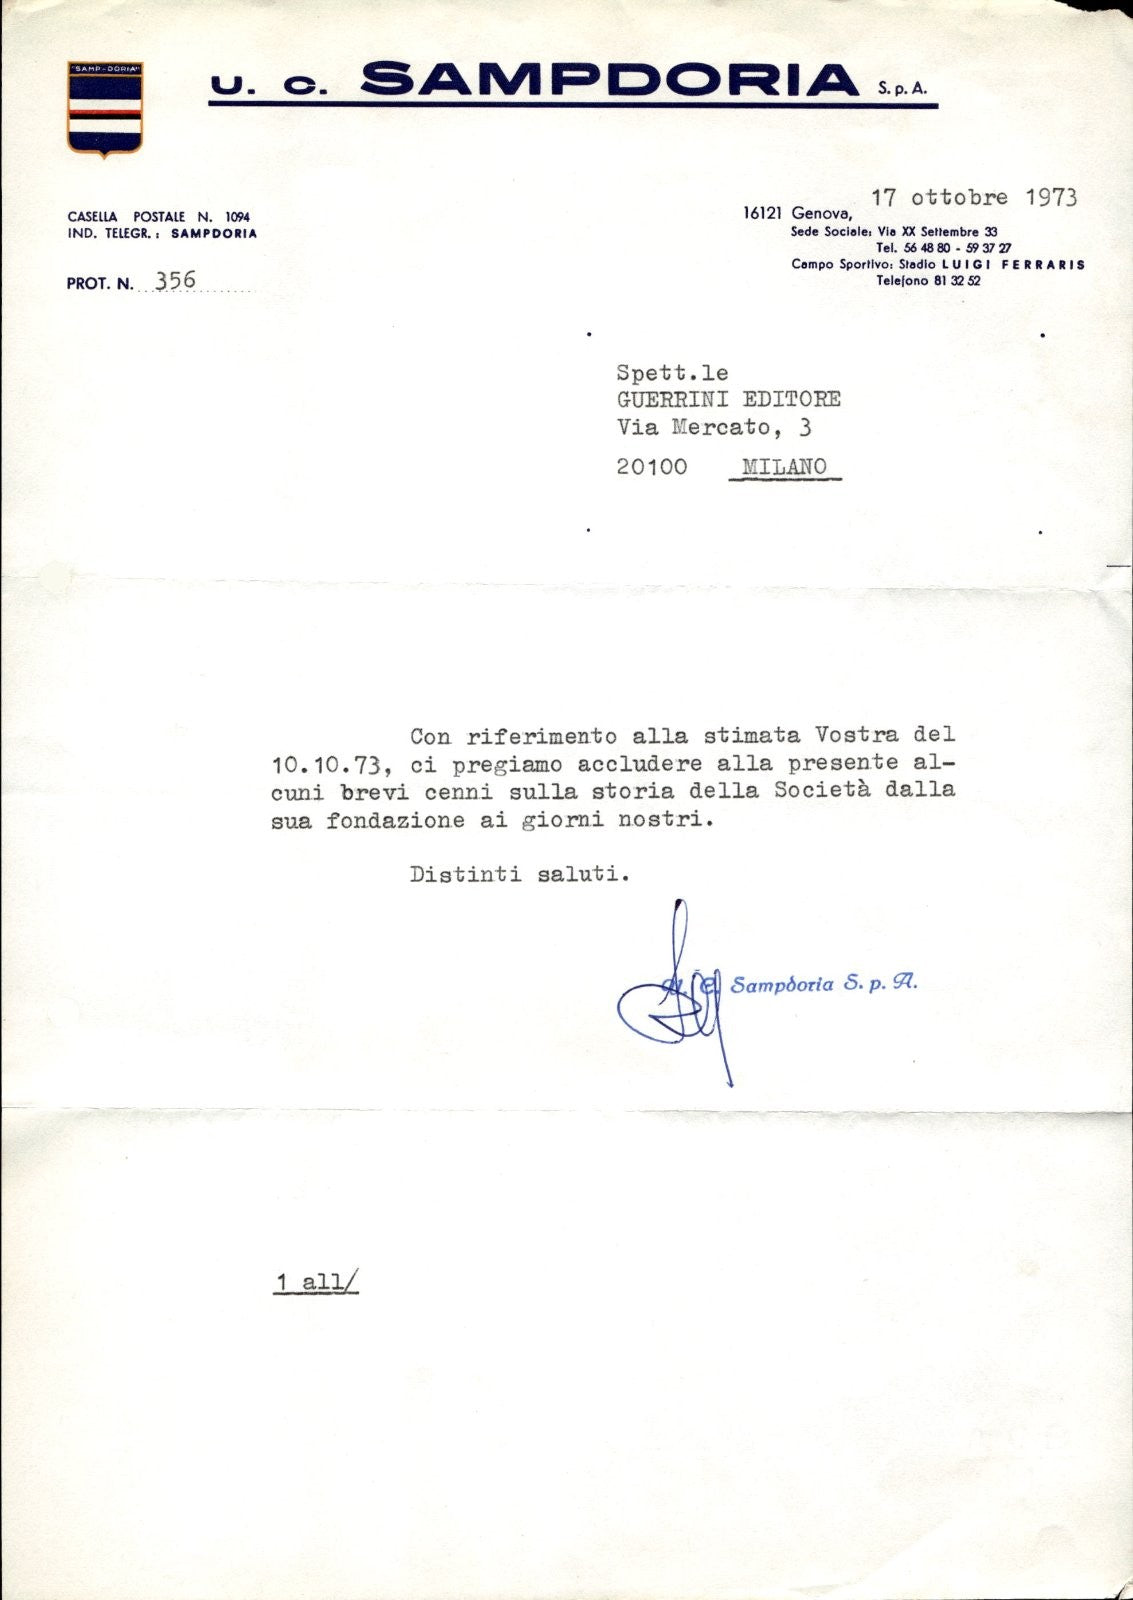 "SAMP-DORIA"
U. C. SAMPDORIA S.p.A.
CASELLA POSTALE N. 1094
IND. TELEGR.: SAMPDORIA
PROT. N. 356
17 ottobre 1973
16121 Genova,
Sede Sociale: Via XX Settembre 33
Tel. 56 48 80 - 59 37 27
Campo Sportivo: Stadio LUIGI FERRARIS
Telefono 81 32 52
Spett.le
GUERRINI EDITORE
Via Mercato, 3
20100 MILANO
Con riferimento alla stimata Vostra del
10.10.73, ci pregiamo accludere alla presente al-
cuni brevi cenni sulla storia della Società dalla
sua fondazione ai giorni nostri.
Distinti saluti.
u. c. Sampdoria S. p. A.
1 all/